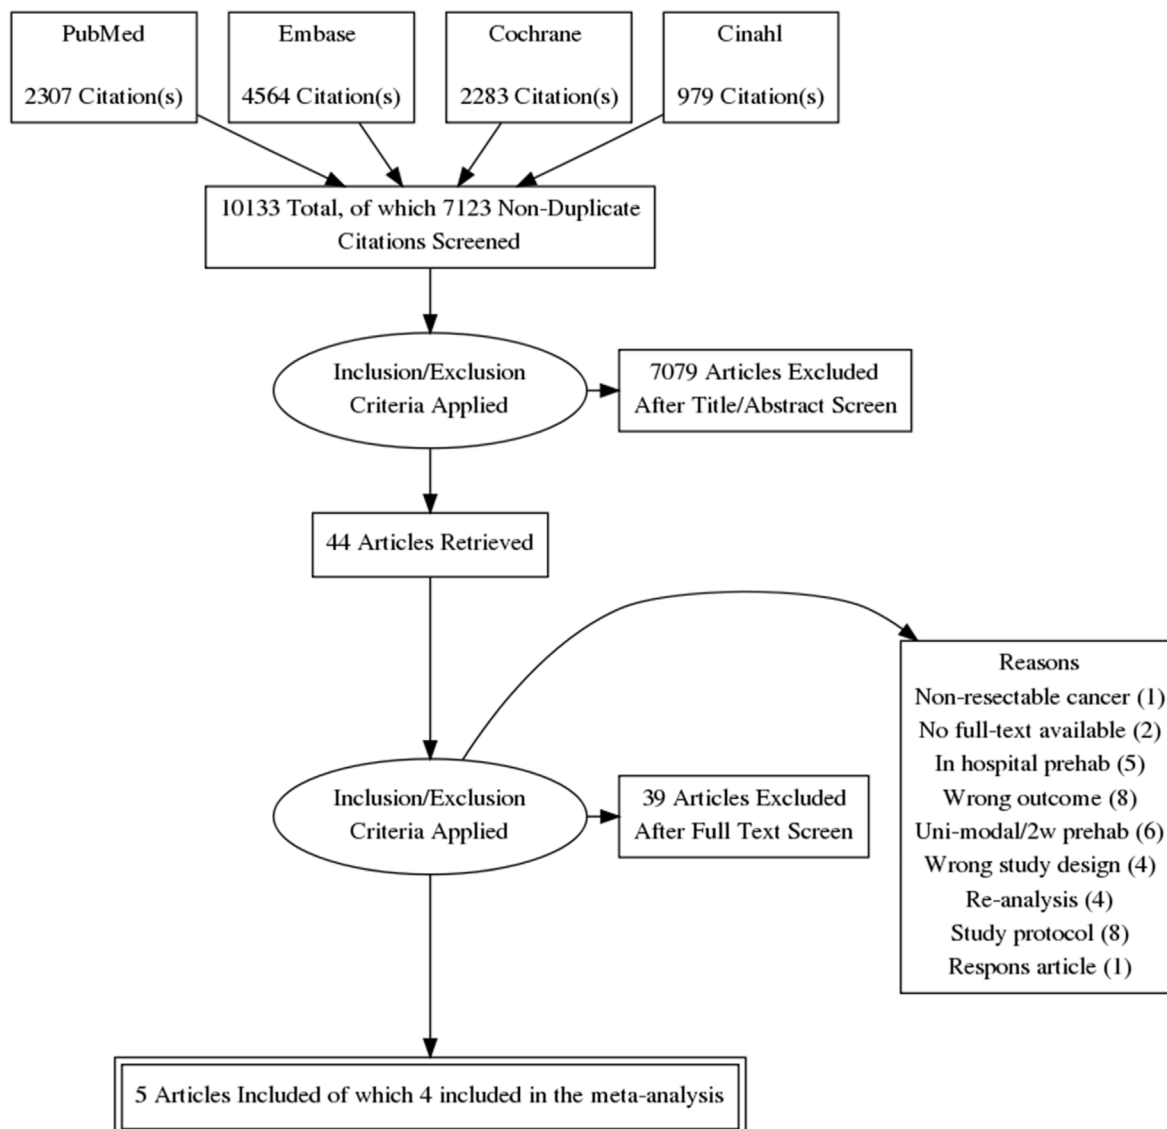 PubMed
2307 Citation(s)
Embase
4564 Citation(s)
Cochrane
2283 Citation(s)
Cinahl
979 Citation(s)
10133 Total, of which 7123 Non-Duplicate
Citations Screened
Inclusion/Exclusion
Criteria Applied
7079 Articles Excluded
After Title/Abstract Screen
44 Articles Retrieved
Inclusion/Exclusion
Criteria Applied
39 Articles Excluded
After Full Text Screen
Reasons
Non-resectable cancer (1)
No full-text available (2)
In hospital prehab (5)
Wrong outcome (8)
Uni-modal/2w prehab (6)
Wrong study design (4)
Re-analysis (4)
Study protocol (8)
Respons article (1)
5 Articles Included of which 4 included in the meta-analysis